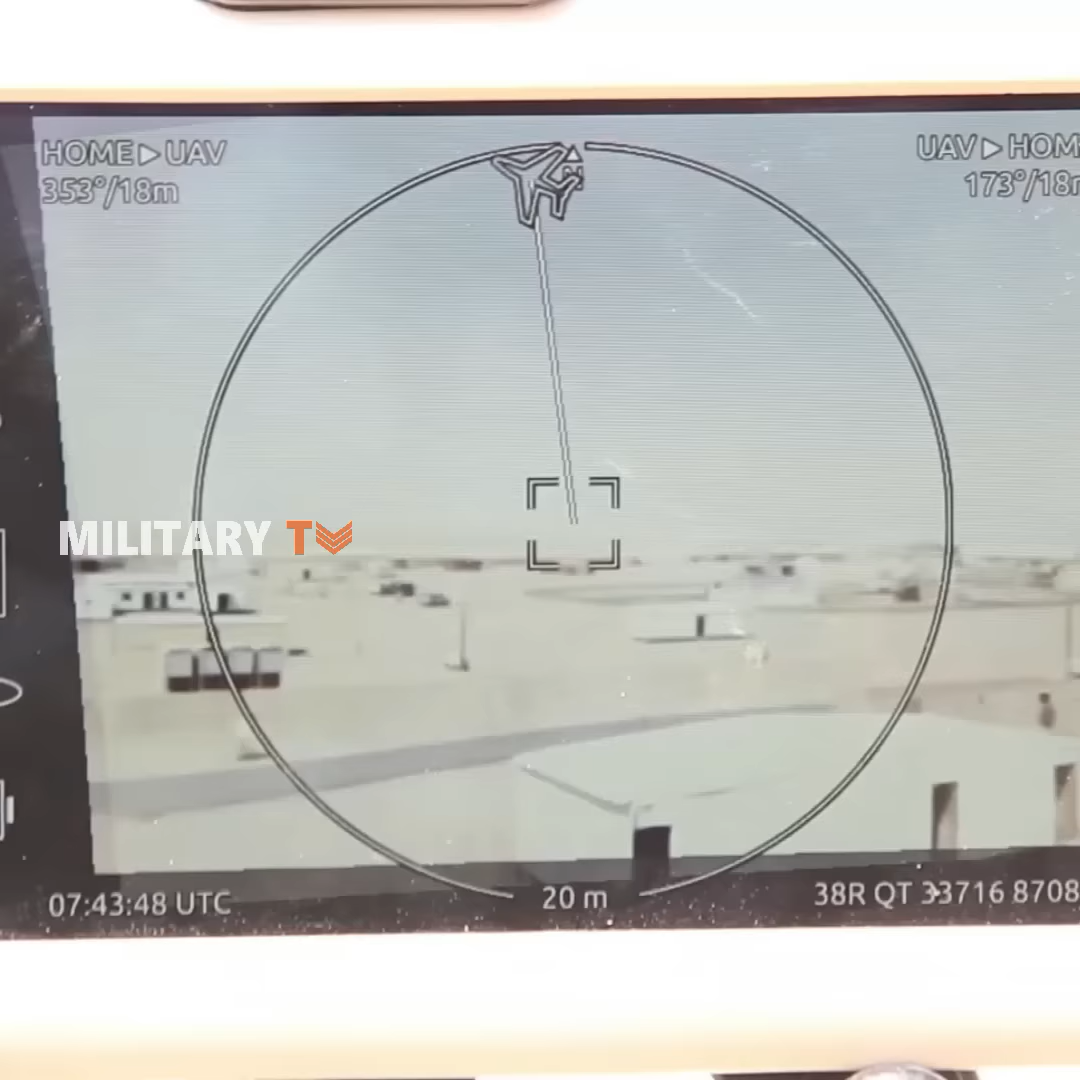 HOME▷UAV
353°/18m
UAV▷HOM
173°/18m
N
MILITARY TV
07:43:48 UTC
20 m
38R QT 33716 8708